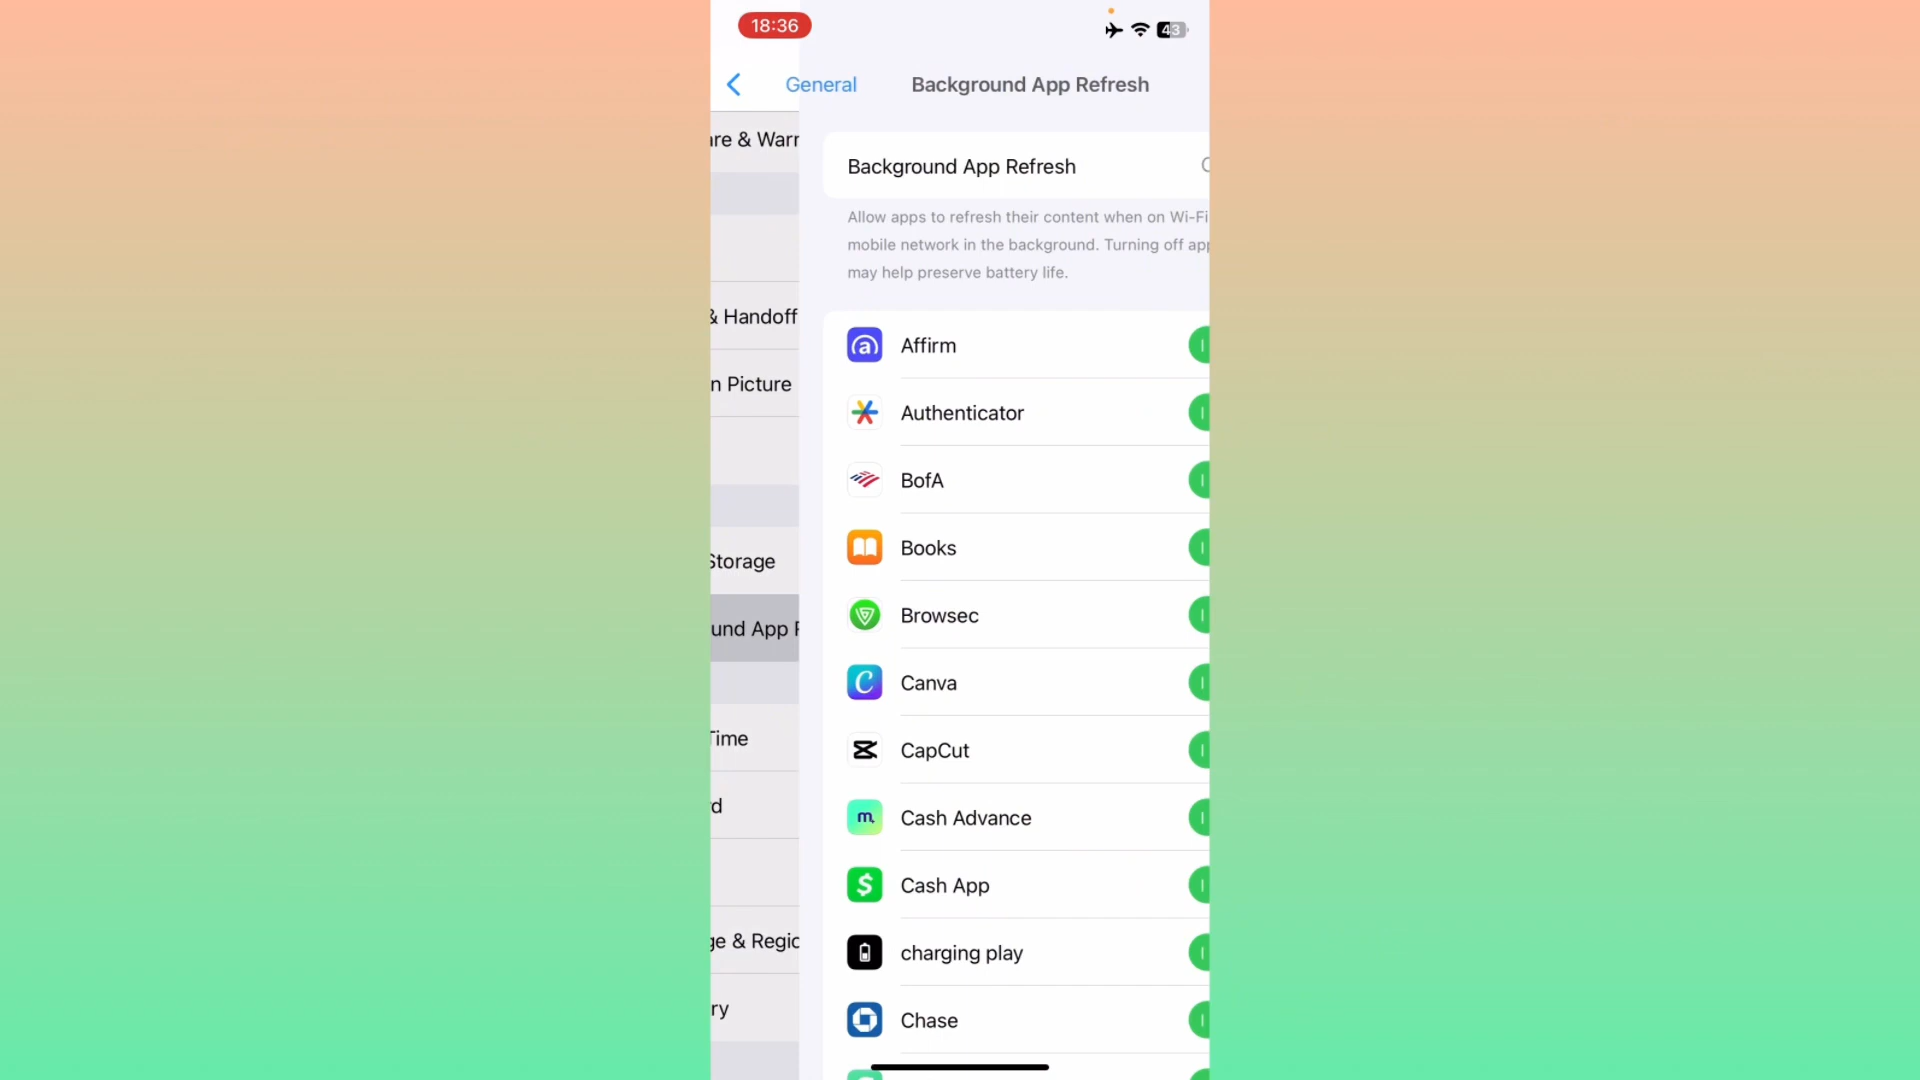 18:36
43
General
Background App Refresh
are & Warr
Background App Refresh
Allow apps to refresh their content when on Wi-Fi
mobile network in the background. Turning off app
may help preserve battery life.
& Handoff
n Picture
Storage
und App R
Time
rd
ge & Regio
ry
Affirm
Authenticator
BofA
Books
Browsec
Canva
CapCut
m.
Cash Advance
Cash App
charging play
Chase